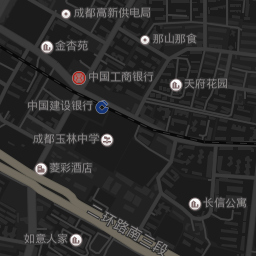 成都高新供电局
那山那食
金杏苑
中国工商银行
天府花园
中国建设银行
成都玉林中学
菱彩酒店
长信公寓
二环路南三段
如意人家